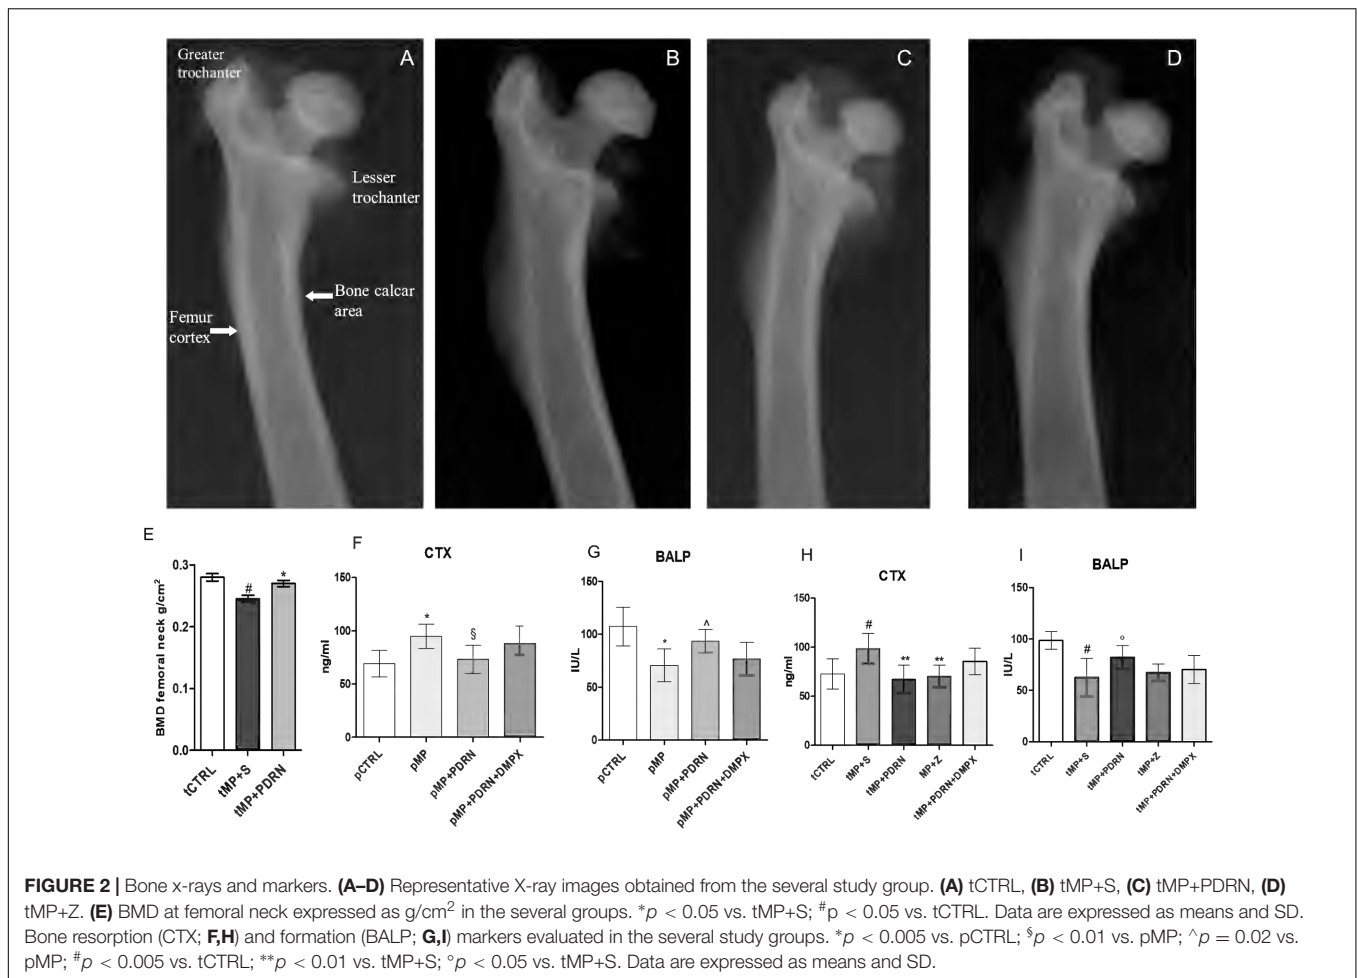 Greater
trochanter
A
B
C
D
Lesser
trochanter
Bone calcar
area
Femur
cortex
E
BMD femoral neck g/cm²
0.3
0.2
0.1
0.0
#
*
tCTRL
tMP+S
tMP+PDRN
F
CTX
ng/ml
150
100
50
0
*
§
pCTRL
pMP
pMP+PDRN
pMP+PDRN+DMPX
G
BALP
IU/L
150
100
50
0
*
^
pCTRL
pMP
pMP+PDRN
pMP+PDRN+DMPX
H
CTX
ng/ml
150
100
50
0
#
**
**
tCTRL
tMP+S
tMP+PDRN
MP+Z
tMP+PDRN+DMPX
I
BALP
IU/L
150
100
50
0
#
°
tCTRL
tMP+S
tMP+PDRN
tMP+Z
tMP+PDRN+DMPX
FIGURE 2 | Bone x-rays and markers. (A–D) Representative X-ray images obtained from the several study group. (A) tCTRL, (B) tMP+S, (C) tMP+PDRN, (D)
tMP+Z. (E) BMD at femoral neck expressed as g/cm² in the several groups. *p < 0.05 vs. tMP+S; #p < 0.05 vs. tCTRL. Data are expressed as means and SD.
Bone resorption (CTX; F,H) and formation (BALP; G,I) markers evaluated in the several study groups. *p < 0.005 vs. pCTRL; §p < 0.01 vs. pMP; ^p = 0.02 vs.
pMP; #p < 0.005 vs. tCTRL; **p < 0.01 vs. tMP+S; °p < 0.05 vs. tMP+S. Data are expressed as means and SD.